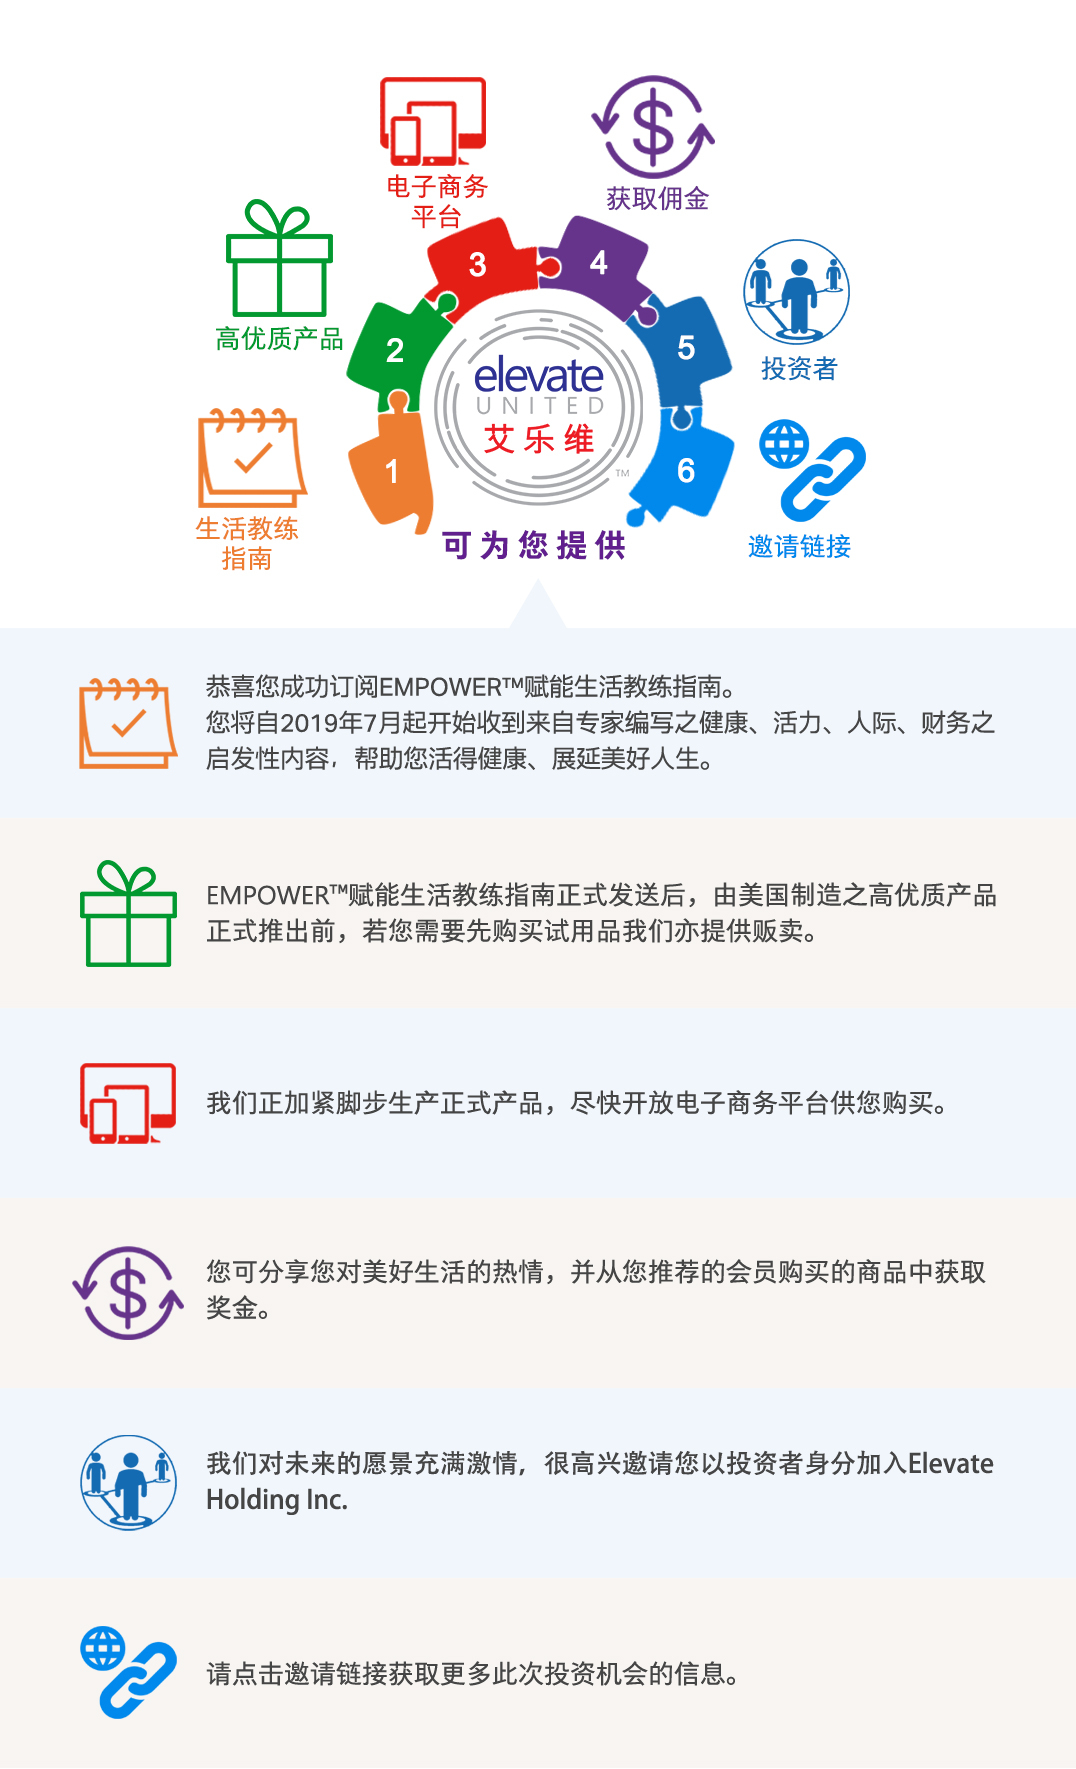 电子商务
平台
获取佣金
高优质产品
投资者
生活教练
指南
邀请链接
1
2
3
4
5
6
elevate
UNITED
艾乐维
TM
可为您提供
恭喜您成功订阅EMPOWER™赋能生活教练指南。
您将自2019年7月起开始收到来自专家编写之健康、活力、人际、财务之
启发性内容，帮助您活得健康、展延美好人生。
EMPOWER™赋能生活教练指南正式发送后，由美国制造之高优质产品
正式推出前，若您需要先购买试用品我们亦提供贩卖。
我们正加紧脚步生产正式产品，尽快开放电子商务平台供您购买。
您可分享您对美好生活的热情，并从您推荐的会员购买的商品中获取
奖金。
我们对未来的愿景充满激情，很高兴邀请您以投资者身分加入Elevate
Holding Inc.
请点击邀请链接获取更多此次投资机会的信息。